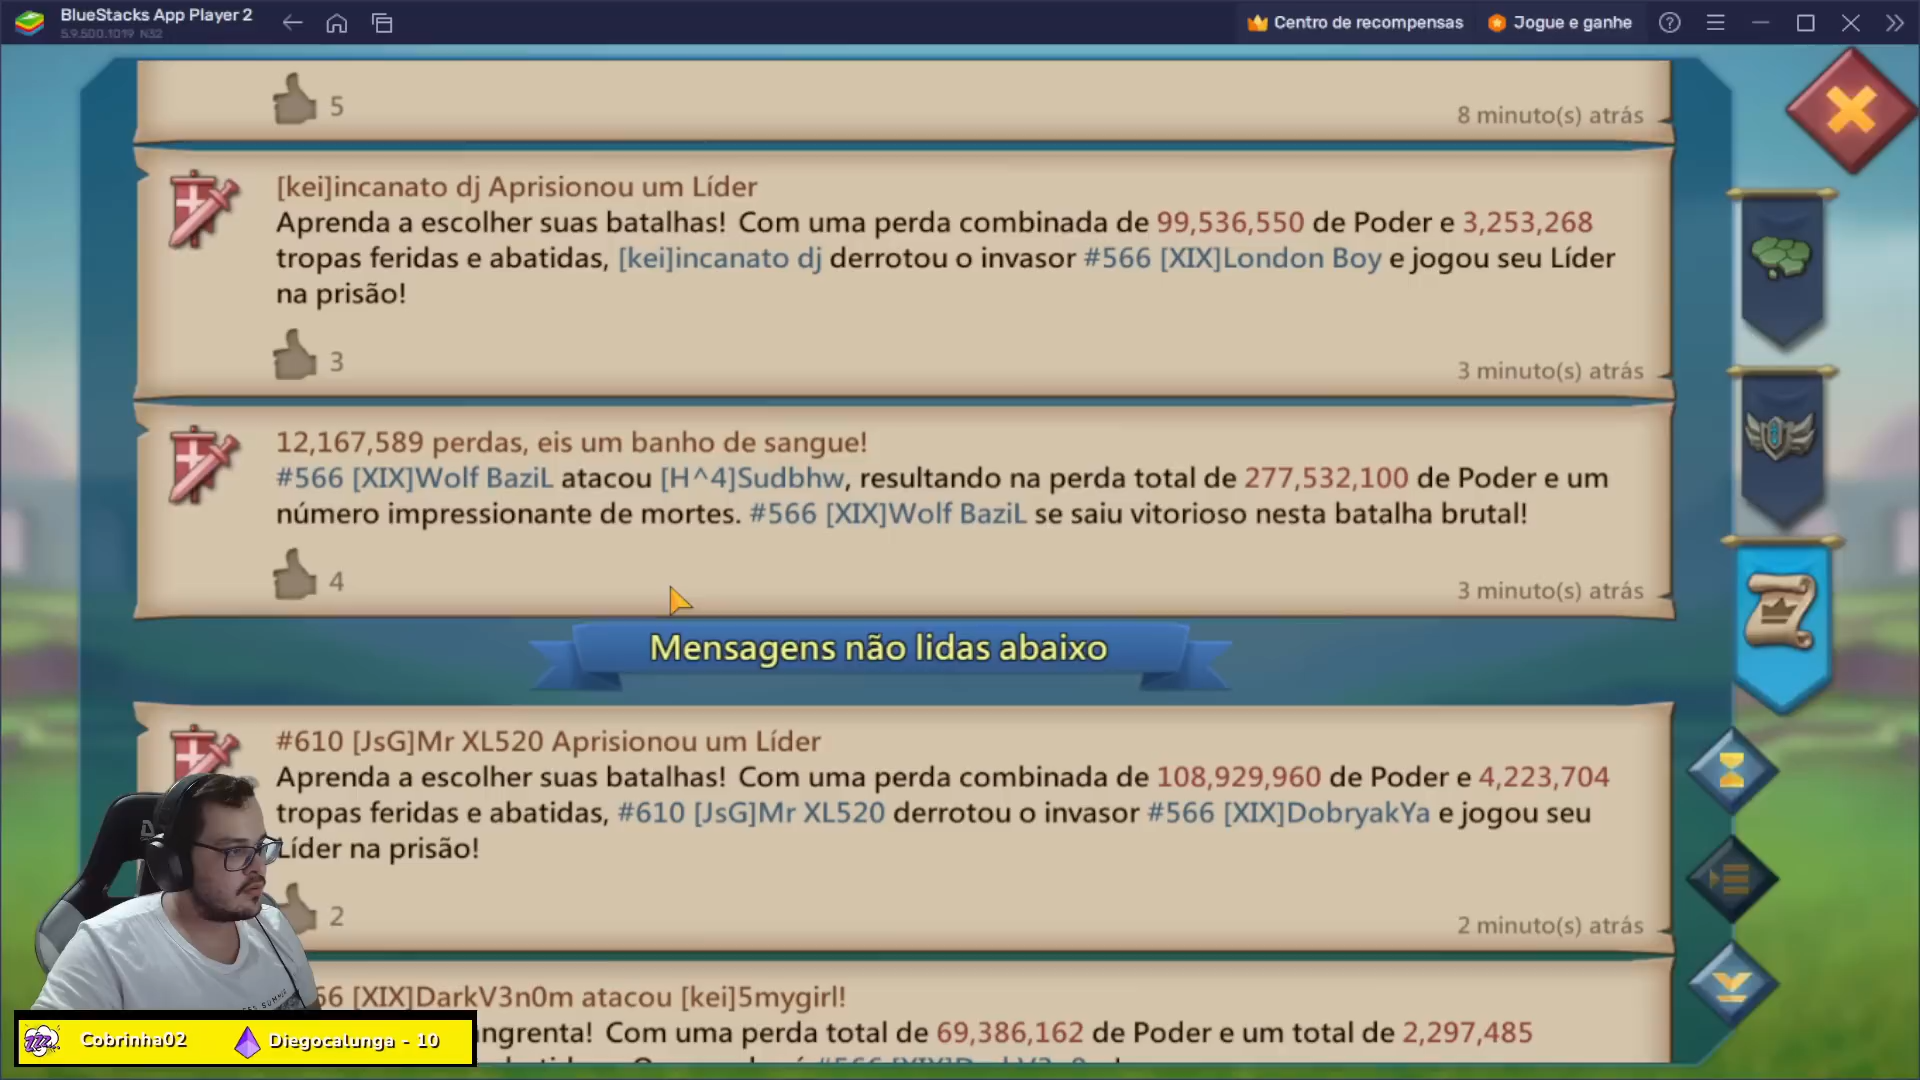 BlueStacks App Player 2
5.9.500.1019 N32
Centro de recompensas
Jogue e ganhe
5
8 minuto(s) atrás
[kei]incanato dj Aprisionou um Líder
Aprenda a escolher suas batalhas! Com uma perda combinada de 99,536,550 de Poder e 3,253,268
tropas feridas e abatidas, [kei]incanato dj derrotou o invasor #566 [XIX]London Boy e jogou seu Líder
na prisão!
3
3 minuto(s) atrás
12,167,589 perdas, eis um banho de sangue!
#566 [XIX]Wolf BaziL atacou [H^4]Sudbhw, resultando na perda total de 277,532,100 de Poder e um
número impressionante de mortes. #566 [XIX]Wolf BaziL se saiu vitorioso nesta batalha brutal!
4
3 minuto(s) atrás
Mensagens não lidas abaixo
#610 [JsG]Mr XL520 Aprisionou um Líder
Aprenda a escolher suas batalhas! Com uma perda combinada de 108,929,960 de Poder e 4,223,704
tropas feridas e abatidas, #610 [JsG]Mr XL520 derrotou o invasor #566 [XIX]DobryakYa e jogou seu
Líder na prisão!
2
2 minuto(s) atrás
66 [XIX]DarkV3n0m atacou [kei]5mygirl!
ngrenta! Com uma perda total de 69,386,162 de Poder e um total de 2,297,485
Cobrinha02
Diegocalunga - 10